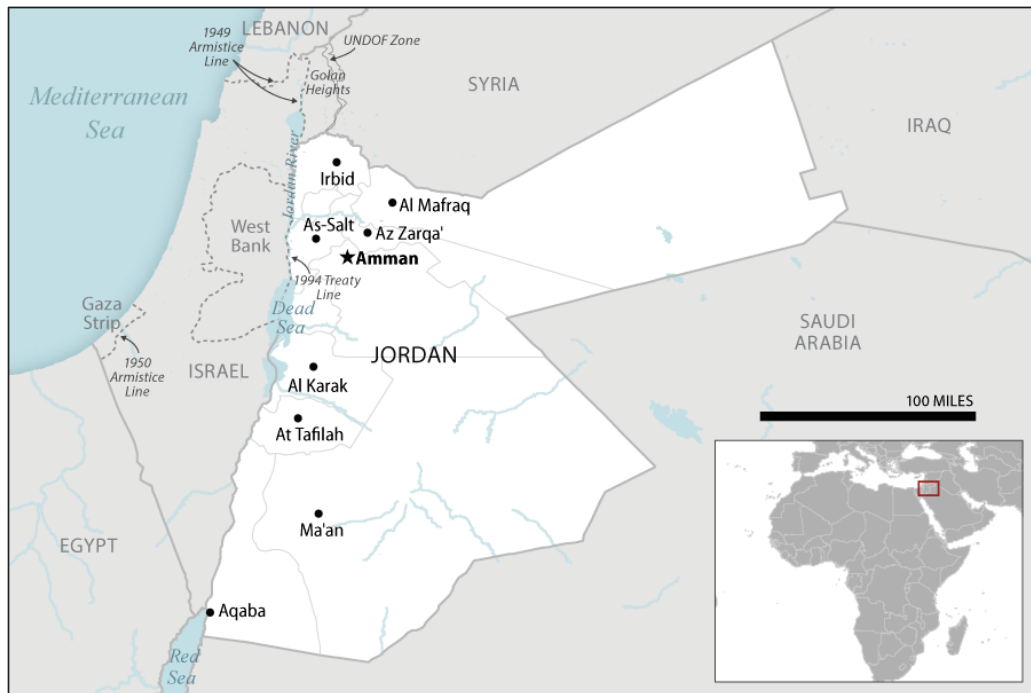 LEBANON
1949
Armistice
Line
UNDOF Zone
Golan
Heights
SYRIA
IRAQ
Mediterranean
Sea
Jordan River
Irbid
Al Mafraq
As-Salt
Az Zarqa'
West
Bank
Amman
1994 Treaty
Line
Gaza
Strip
Dead
Sea
1950
Armistice
Line
ISRAEL
JORDAN
SAUDI
ARABIA
Al Karak
100 MILES
At Tafilah
Ma'an
EGYPT
Aqaba
Red
Sea